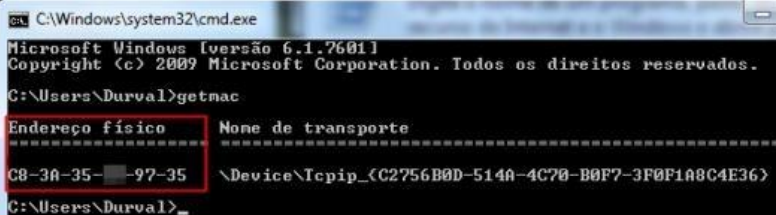 C:\Windows\system32\cmd.exe
Microsoft Windows [versão 6.1.7601]
Copyright (c) 2009 Microsoft Corporation. Todos os direitos reservados.
C:\Users\Durval>getmac
Endereço físico Nome de transporte
=================== ==========================================================
C8-3A-35- -97-35 \Device\Tcpip_{C2756B0D-514A-4C70-B0F7-3F0F1A8C4E36}
C:\Users\Durval>_